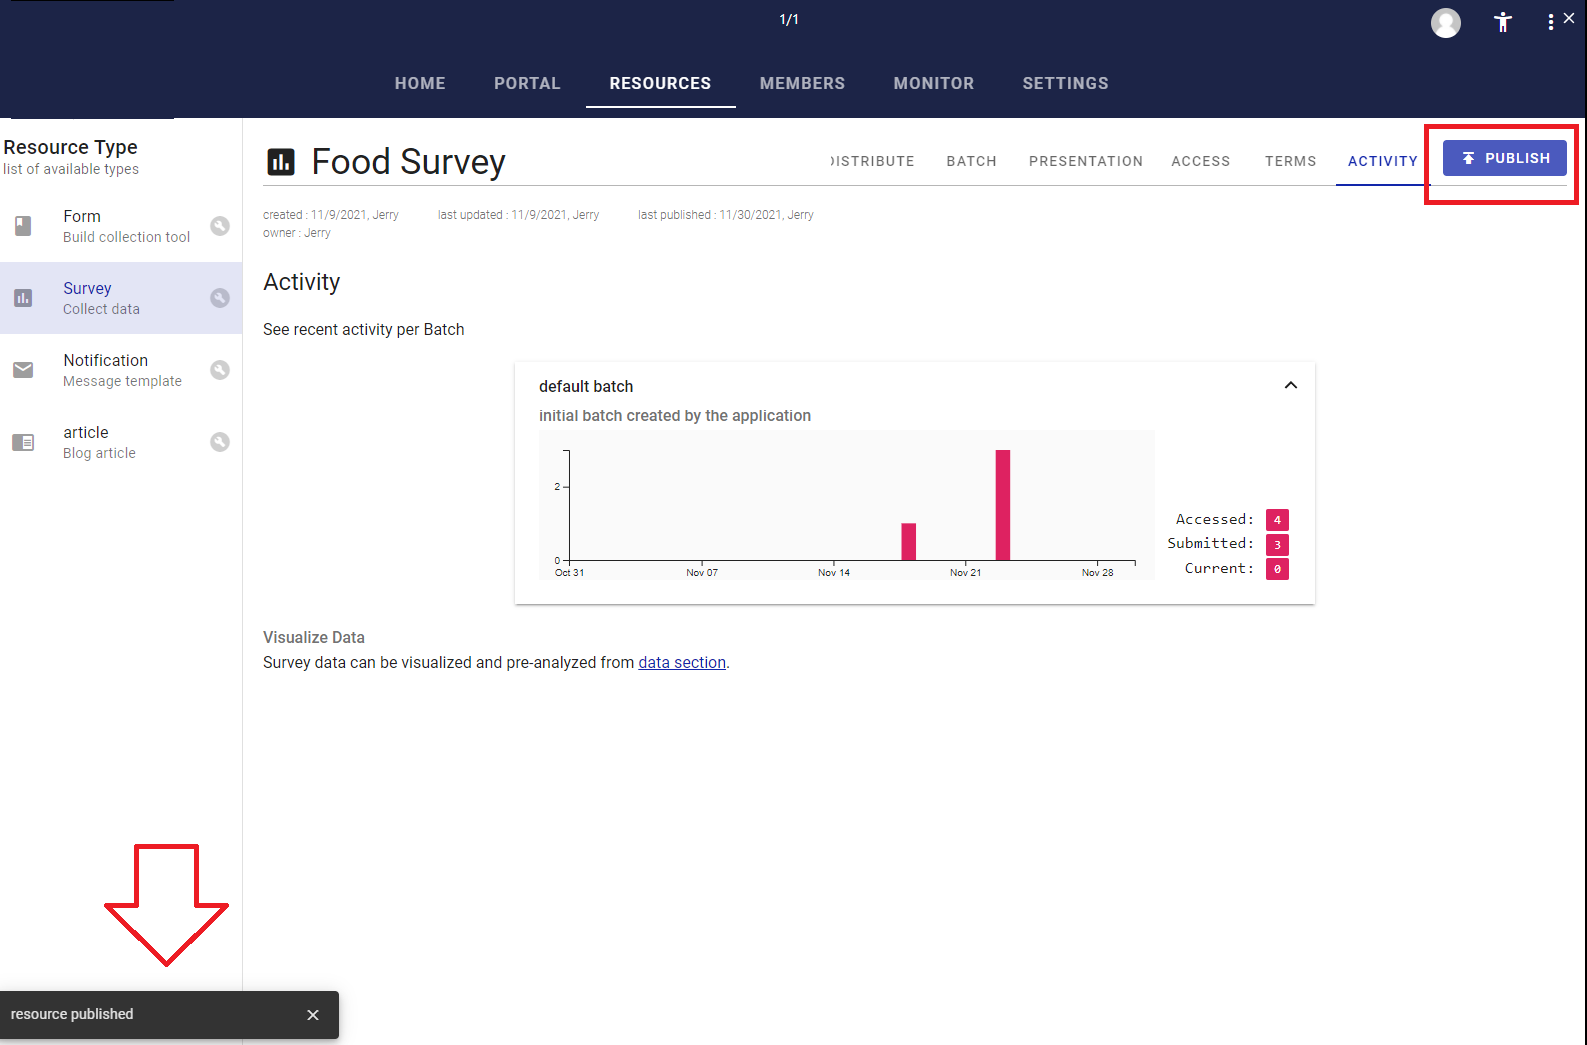 1/1
HOME PORTAL RESOURCES MEMBERS MONITOR SETTINGS
Resource Type
list of available types
Form
Build collection tool
Survey
Collect data
Notification
Message template
article
Blog article
Food Survey
ISTRIBUTE BATCH PRESENTATION ACCESS TERMS ACTIVITY PUBLISH
created : 11/9/2021, Jerry last updated : 11/9/2021, Jerry last published : 11/30/2021, Jerry
owner : Jerry
Activity
See recent activity per Batch
default batch
initial batch created by the application
2
0
Oct 31 Nov 07 Nov 14 Nov 21 Nov 28
Accessed: 4
Submitted: 3
Current: 0
Visualize Data
Survey data can be visualized and pre-analyzed from data section.
resource published